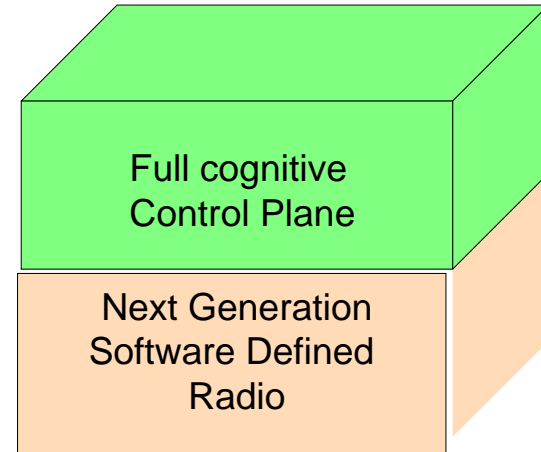 Full cognitive
Control Plane
Next Generation
Software Defined
Radio